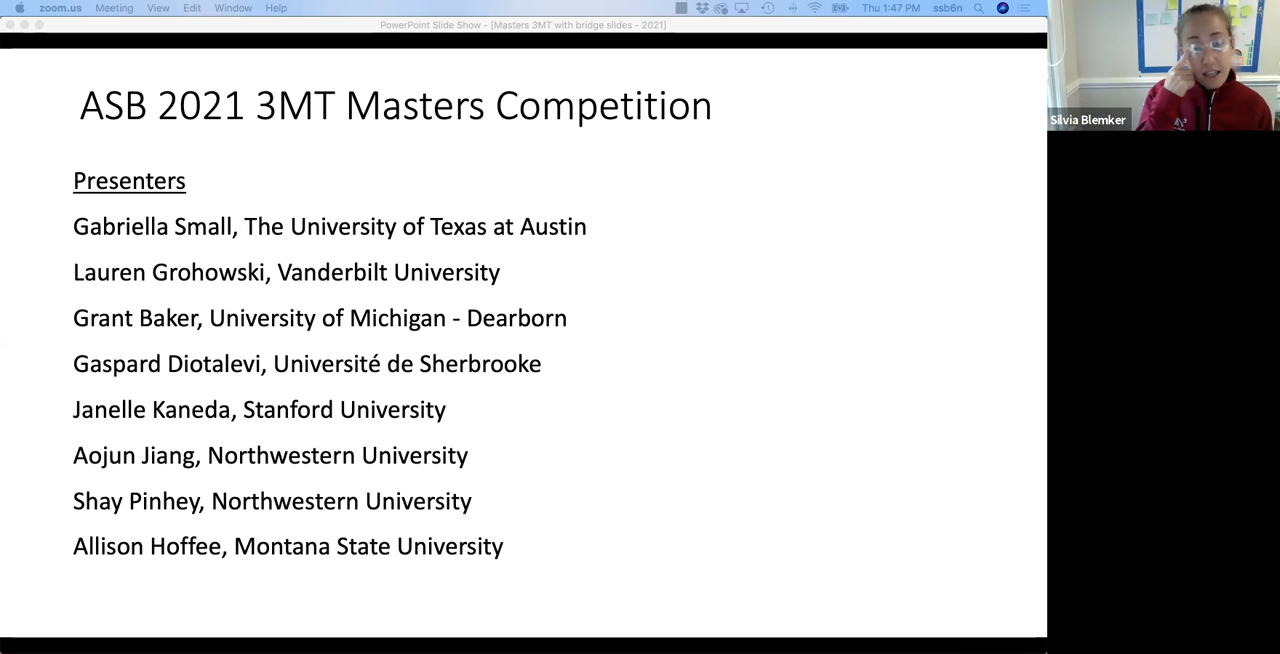 zoom.us Meeting View Edit Window Help Thu 1:47 PM ssb6n
PowerPoint Slide Show - [Masters 3MT with bridge slides - 2021]
ASB 2021 3MT Masters Competition
Presenters
Gabriella Small, The University of Texas at Austin
Lauren Grohowski, Vanderbilt University
Grant Baker, University of Michigan - Dearborn
Gaspard Diotalevi, Université de Sherbrooke
Janelle Kaneda, Stanford University
Aojun Jiang, Northwestern University
Shay Pinhey, Northwestern University
Allison Hoffee, Montana State University
Silvia Blemker